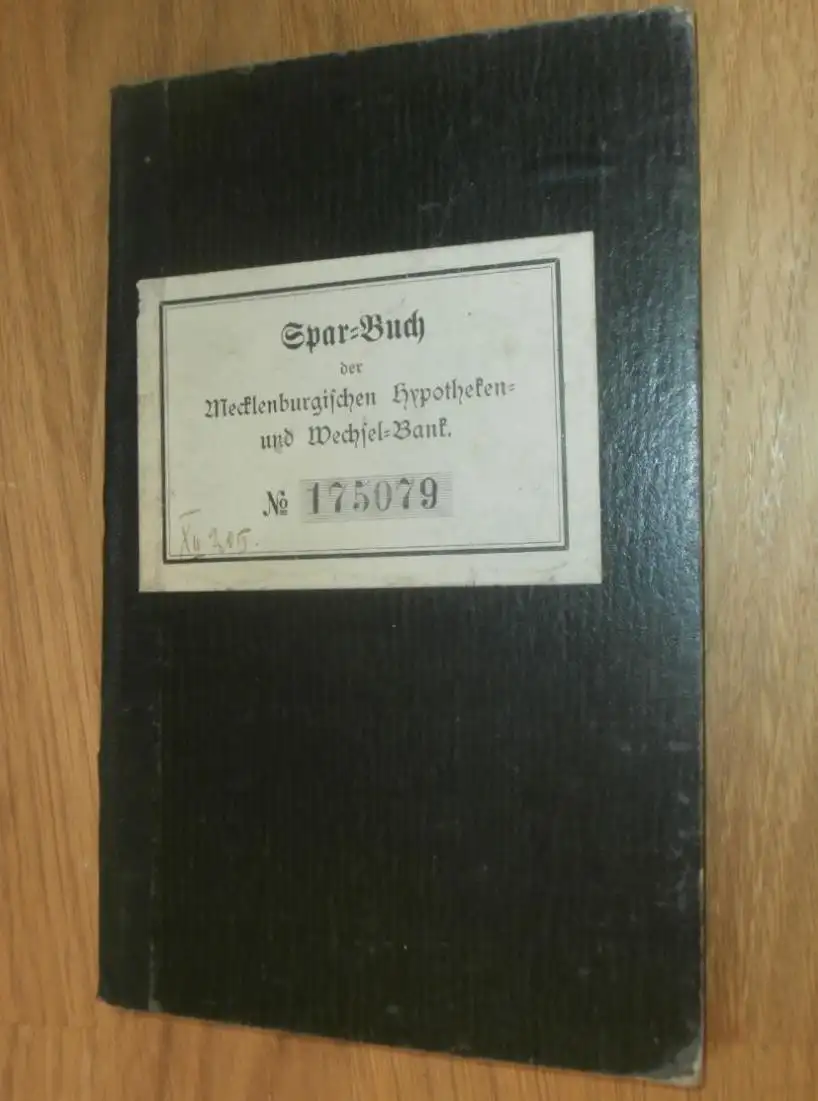 Spar-Buch
der
Mecklenburgischen Hypotheken-
und Wechsel-Bank.
№ 175079